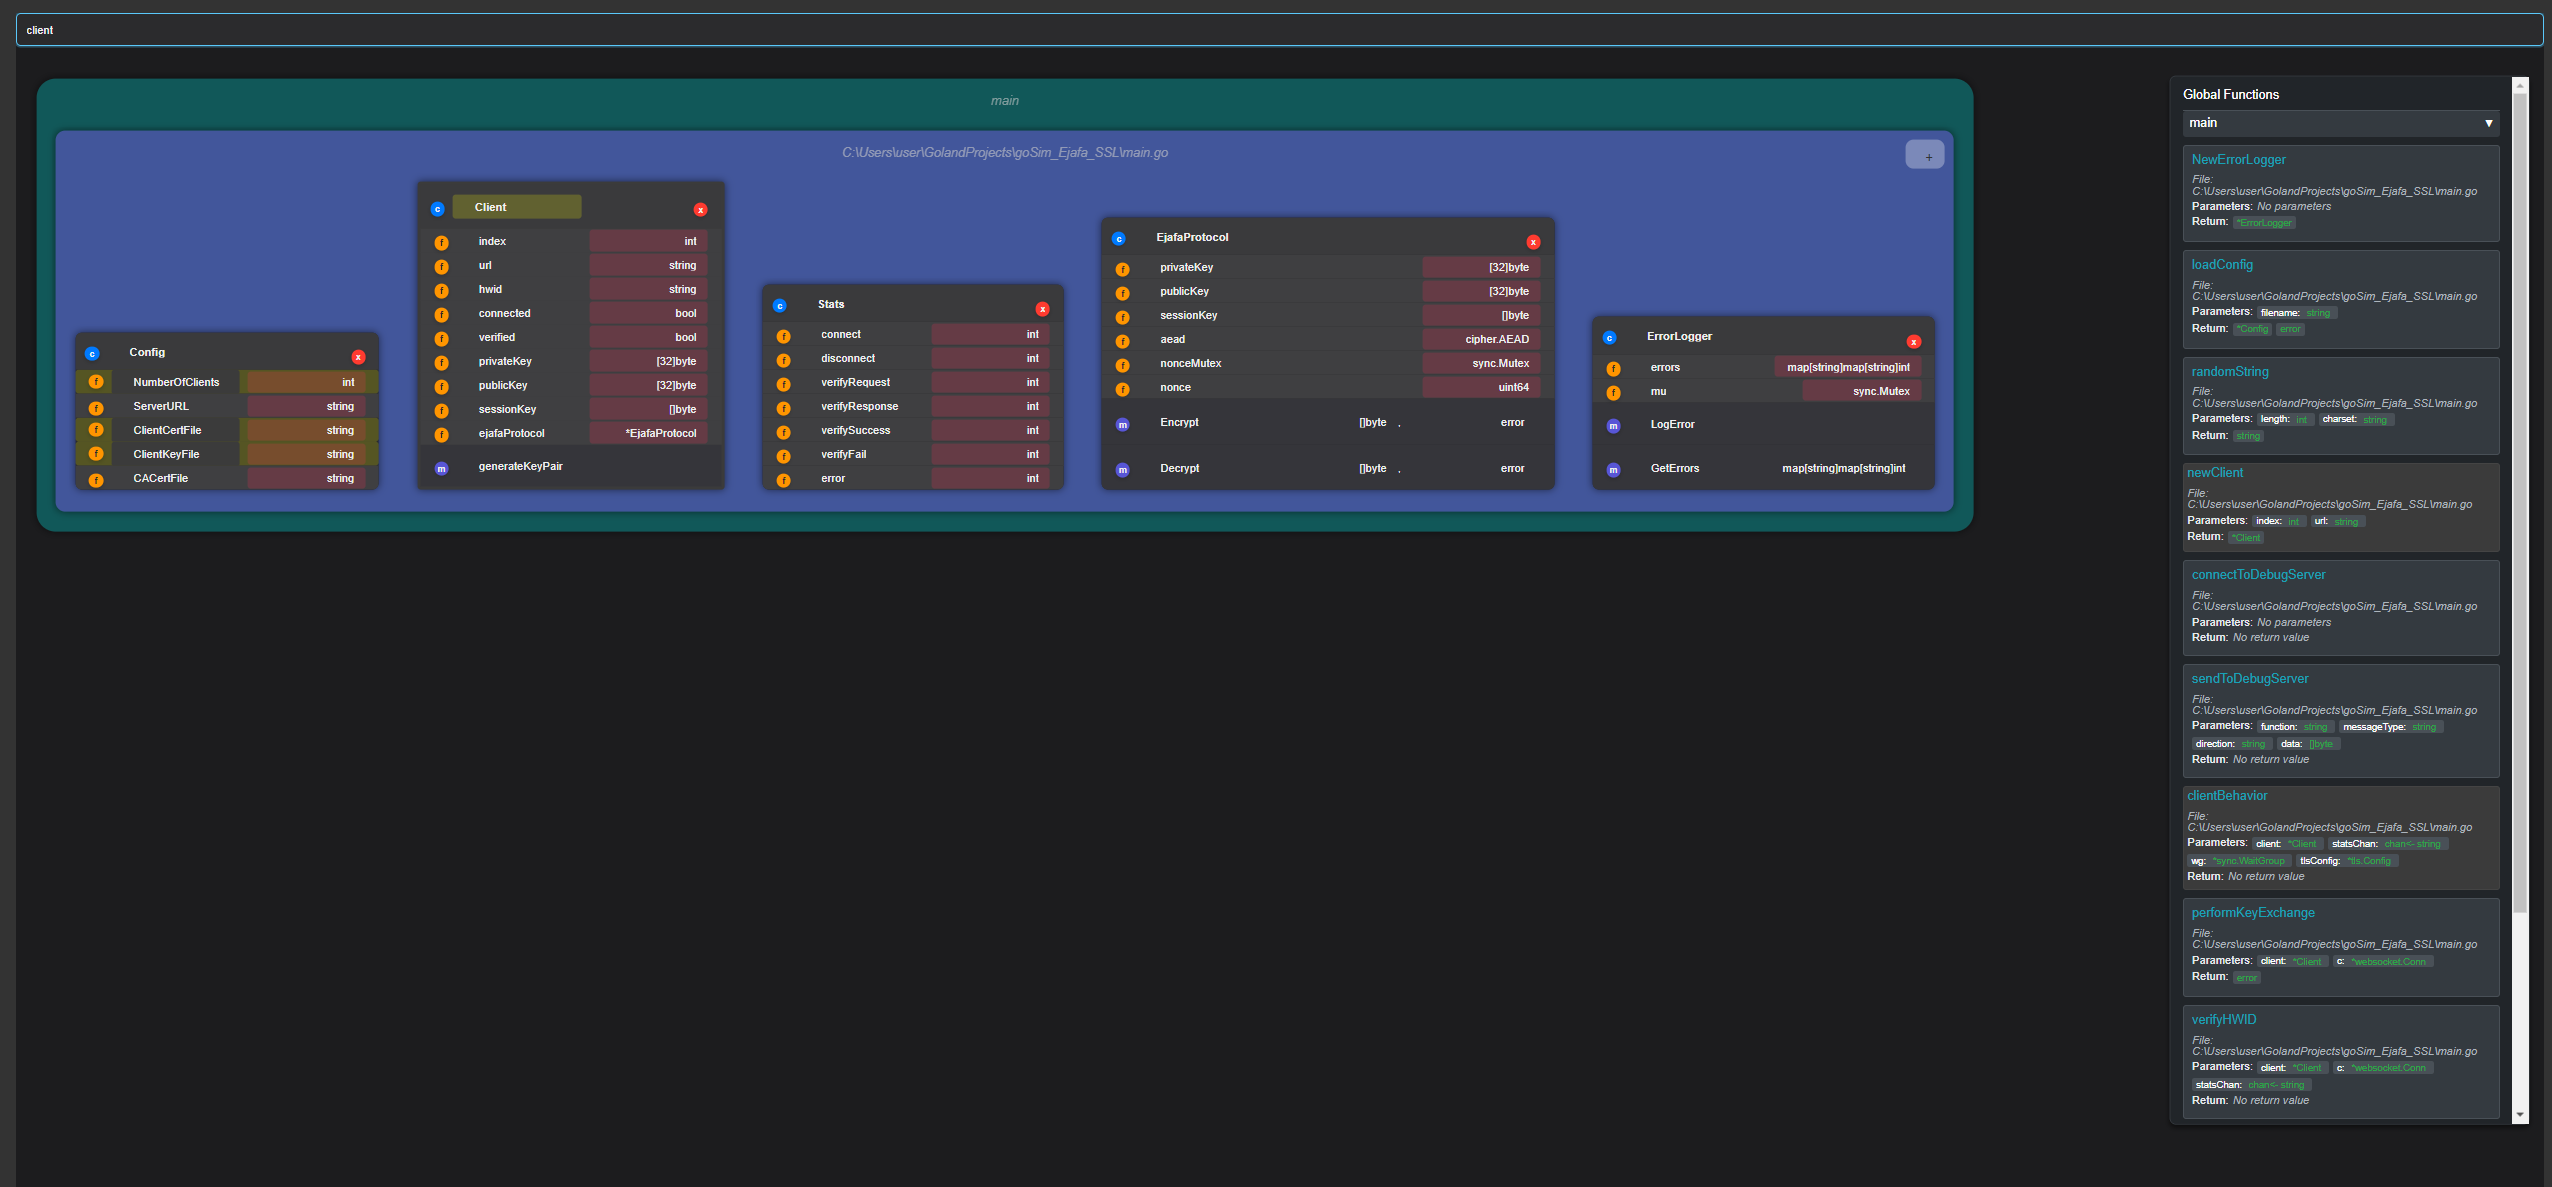 client
main
C:\Users\user\GolandProjects\goSim_Ejafa_SSL\main.go
+
c Config x
f NumberOfClients int
f ServerURL string
f ClientCertFile string
f ClientKeyFile string
f CACertFile string
c Client x
f index int
f url string
f hwid string
f connected bool
f verified bool
f privateKey [32]byte
f publicKey [32]byte
f sessionKey []byte
f ejafaProtocol *EjafaProtocol
m generateKeyPair
c Stats x
f connect int
f disconnect int
f verifyRequest int
f verifyResponse int
f verifySuccess int
f verifyFail int
f error int
c EjafaProtocol x
f privateKey [32]byte
f publicKey [32]byte
f sessionKey []byte
f aead cipher.AEAD
f nonceMutex sync.Mutex
f nonce uint64
m Encrypt []byte , error
m Decrypt []byte , error
c ErrorLogger x
f errors map[string]map[string]int
f mu sync.Mutex
m LogError
m GetErrors map[string]map[string]int
Global Functions
main
NewErrorLogger
File:
C:\Users\user\GolandProjects\goSim_Ejafa_SSL\main.go
Parameters: No parameters
Return: *ErrorLogger
loadConfig
File:
C:\Users\user\GolandProjects\goSim_Ejafa_SSL\main.go
Parameters: filename: string
Return: *Config error
randomString
File:
C:\Users\user\GolandProjects\goSim_Ejafa_SSL\main.go
Parameters: length: int charset: string
Return: string
newClient
File:
C:\Users\user\GolandProjects\goSim_Ejafa_SSL\main.go
Parameters: index: int url: string
Return: *Client
connectToDebugServer
File:
C:\Users\user\GolandProjects\goSim_Ejafa_SSL\main.go
Parameters: No parameters
Return: No return value
sendToDebugServer
File:
C:\Users\user\GolandProjects\goSim_Ejafa_SSL\main.go
Parameters: function: string messageType: string
direction: string data: []byte
Return: No return value
clientBehavior
File:
C:\Users\user\GolandProjects\goSim_Ejafa_SSL\main.go
Parameters: client: *Client statsChan: chan<- string
wg: *sync.WaitGroup tlsConfig: *tls.Config
Return: No return value
performKeyExchange
File:
C:\Users\user\GolandProjects\goSim_Ejafa_SSL\main.go
Parameters: client: *Client c: *websocket.Conn
Return: error
verifyHWID
File:
C:\Users\user\GolandProjects\goSim_Ejafa_SSL\main.go
Parameters: client: *Client c: *websocket.Conn
statsChan: chan<- string
Return: No return value